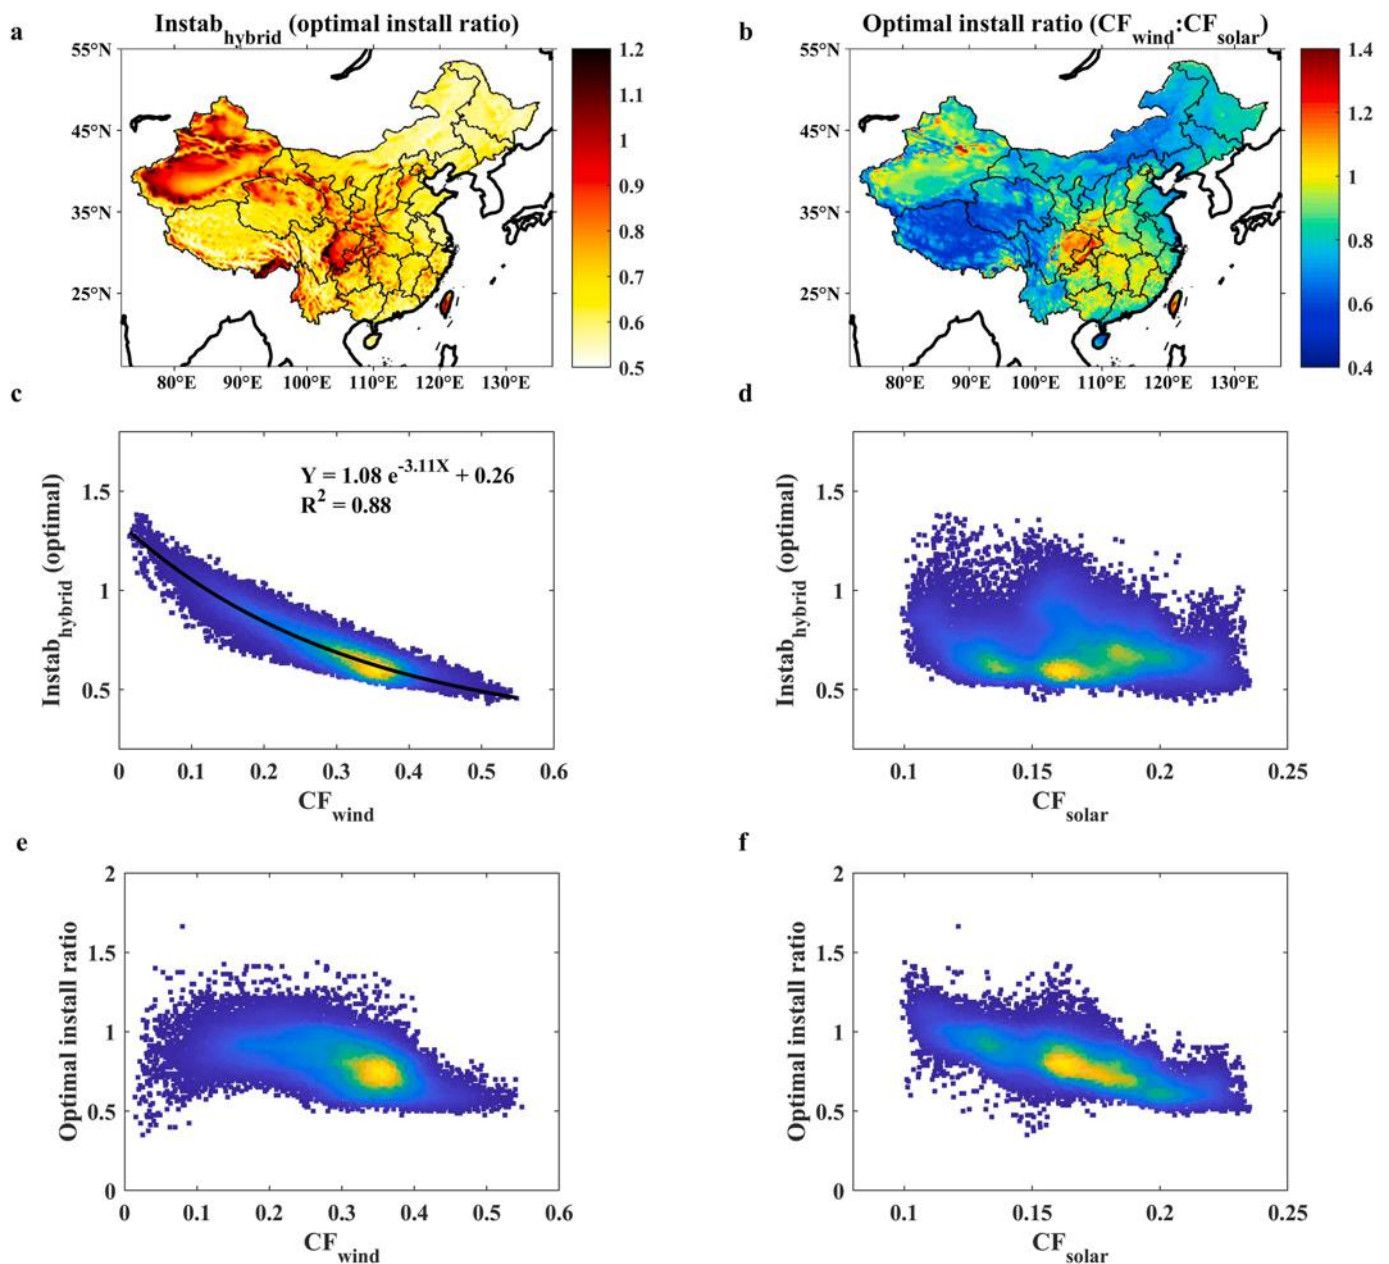 a
Instab_hybrid (optimal install ratio)
55°N
45°N
35°N
25°N
80°E 90°E 100°E 110°E 120°E 130°E
1.2
1.1
1
0.9
0.8
0.7
0.6
0.5
b
Optimal install ratio (CF_wind:CF_solar)
55°N
45°N
35°N
25°N
80°E 90°E 100°E 110°E 120°E 130°E
1.4
1.2
1
0.8
0.6
0.4
c
Instab_hybrid (optimal)
1.5
1
0.5
Y = 1.08 e^-3.11X + 0.26
R^2 = 0.88
0 0.1 0.2 0.3 0.4 0.5 0.6
CF_wind
d
Instab_hybrid (optimal)
1.5
1
0.5
0.1 0.15 0.2 0.25
CF_solar
e
Optimal install ratio
2
1.5
1
0.5
0
0 0.1 0.2 0.3 0.4 0.5 0.6
CF_wind
f
Optimal install ratio
2
1.5
1
0.5
0
0.1 0.15 0.2 0.25
CF_solar